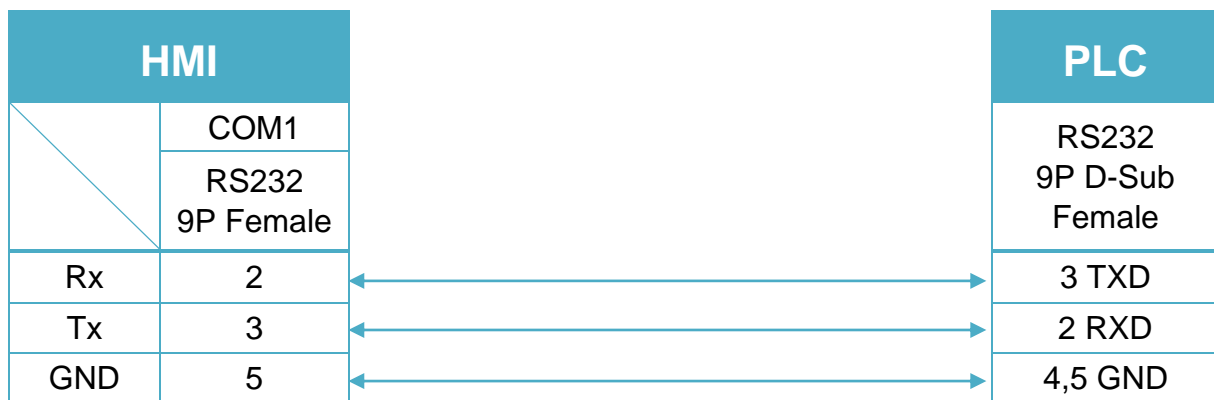 HMI
PLC
COM1
RS232
9P Female
RS232
9P D-Sub
Female
Rx 2 3 TXD
Tx 3 2 RXD
GND 5 4,5 GND